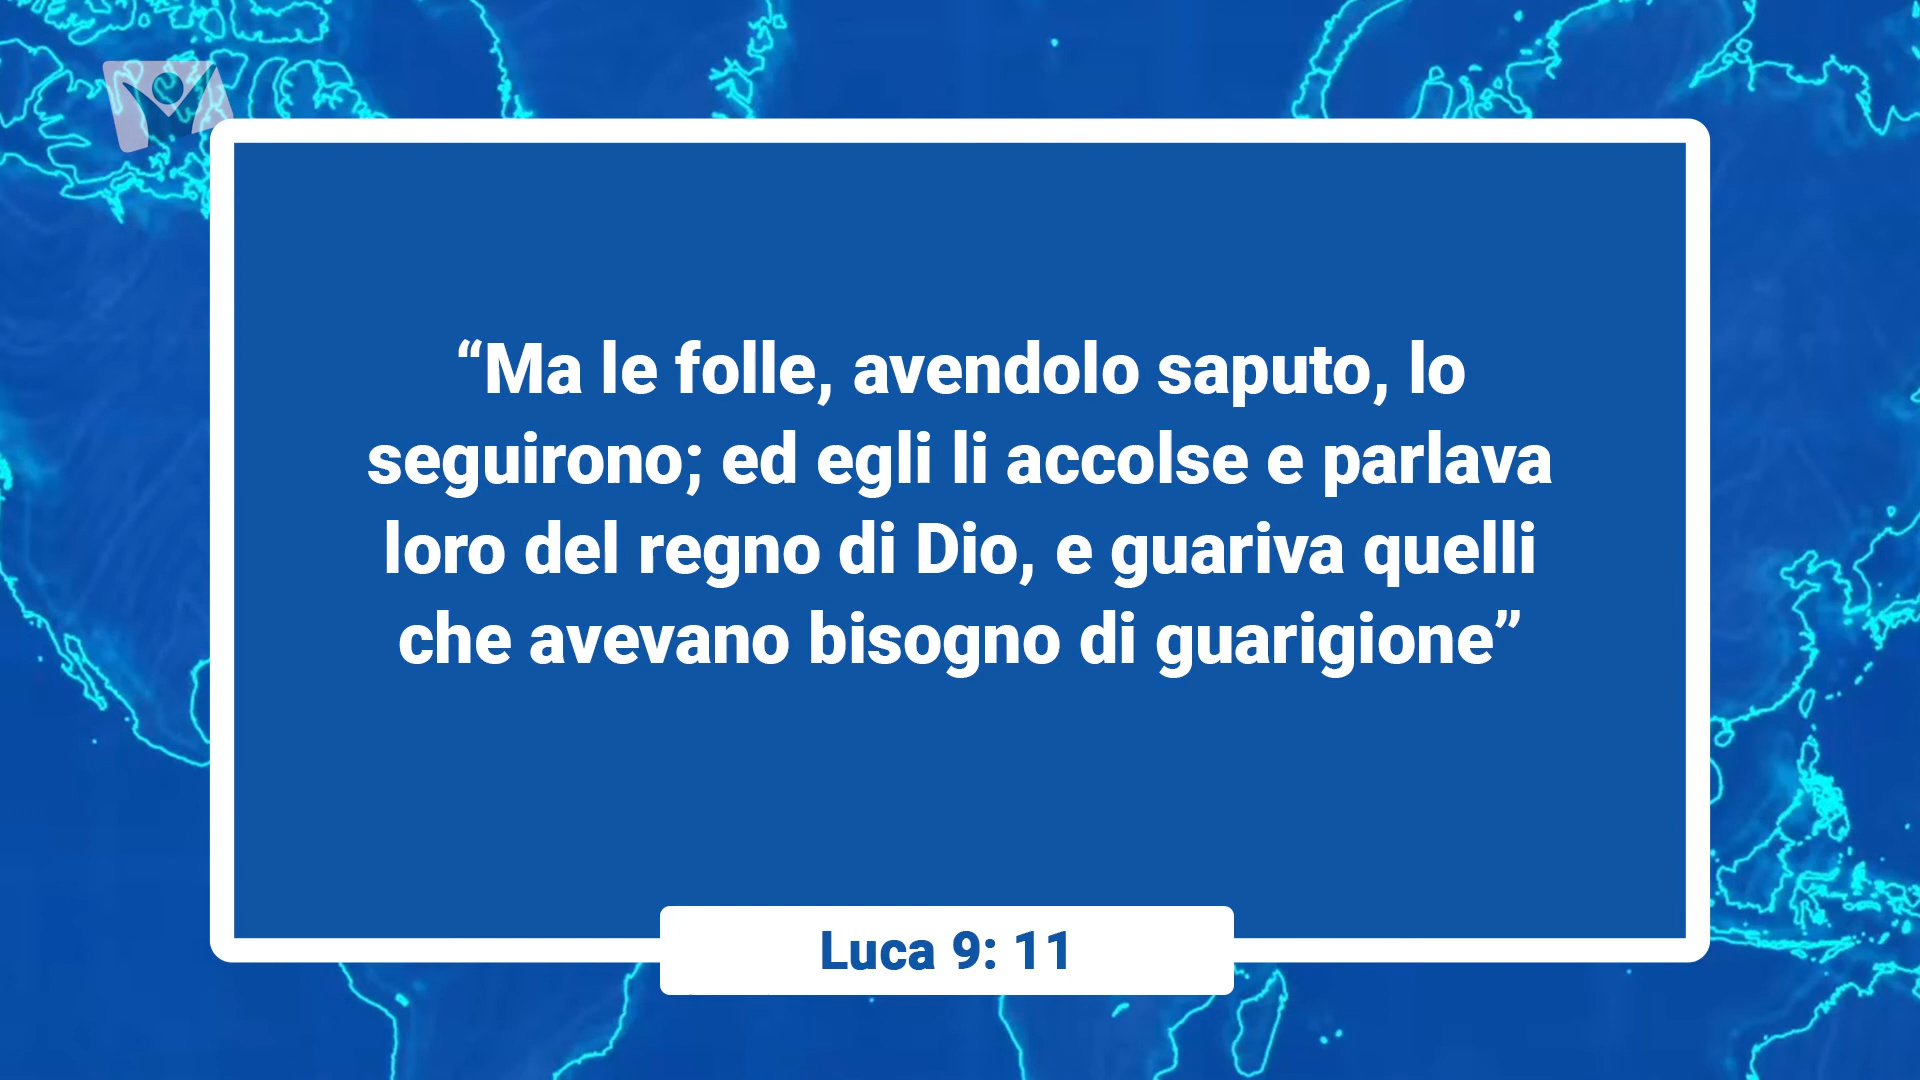 “Ma le folle, avendolo saputo, lo
seguirono; ed egli li accolse e parlava
loro del regno di Dio, e guariva quelli
che avevano bisogno di guarigione”
Luca 9: 11